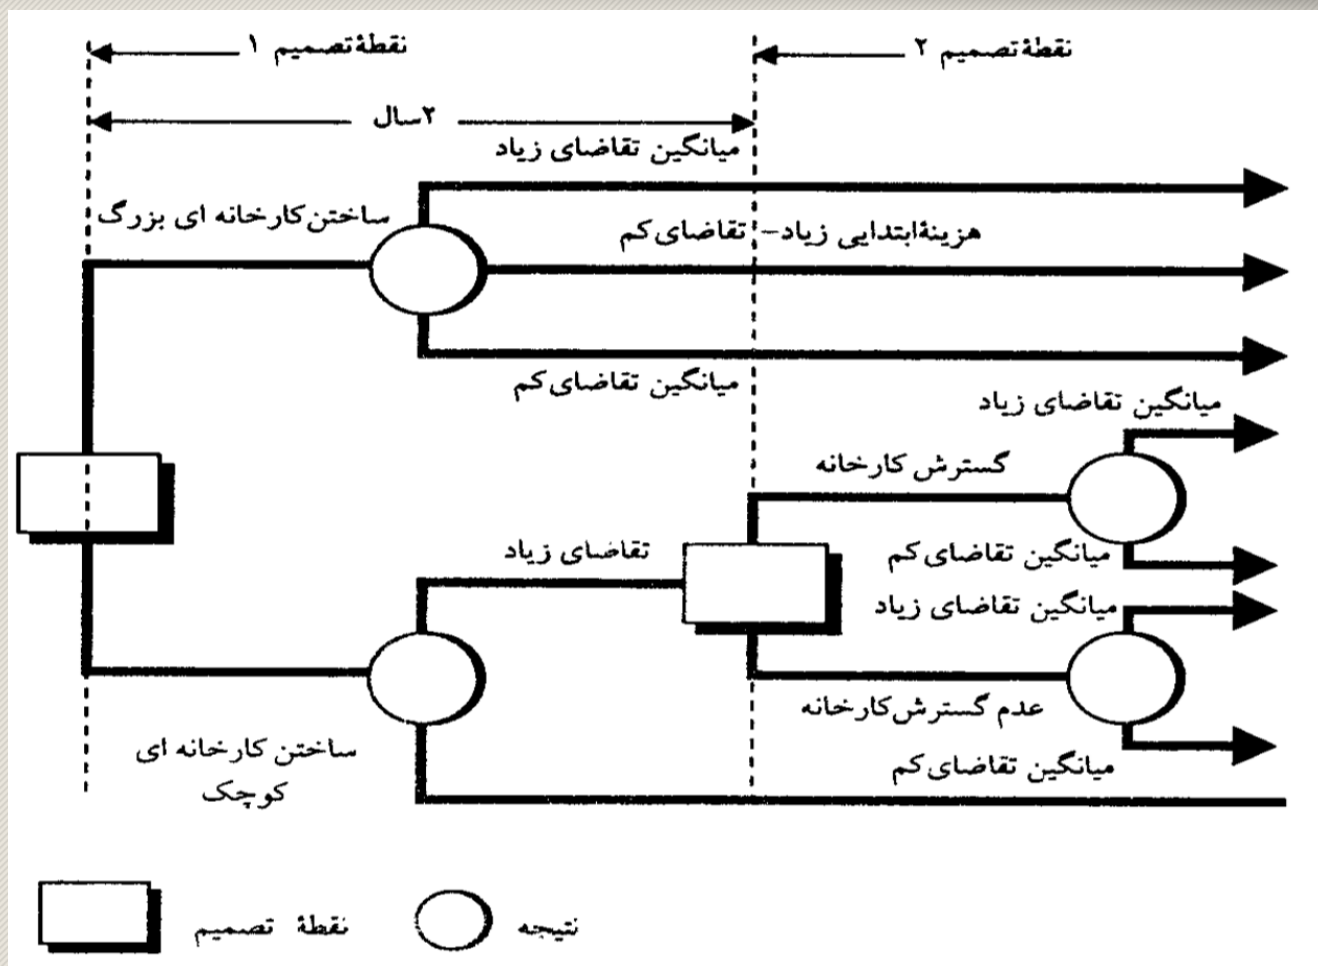 نقطهٔ تصمیم ۱
نقطهٔ تصمیم ۲
۲سال
میانگین تقاضای زیاد
ساختن کارخانه ای بزرگ
هزینهٔ ابتدایی زیاد- تقاضای کم
میانگین تقاضای کم
میانگین تقاضای زیاد
گسترش کارخانه
تقاضای زیاد
میانگین تقاضای کم
میانگین تقاضای زیاد
عدم گسترش کارخانه
ساختن کارخانه ای
کوچک
میانگین تقاضای کم
نقطهٔ تصمیم
نتیجه